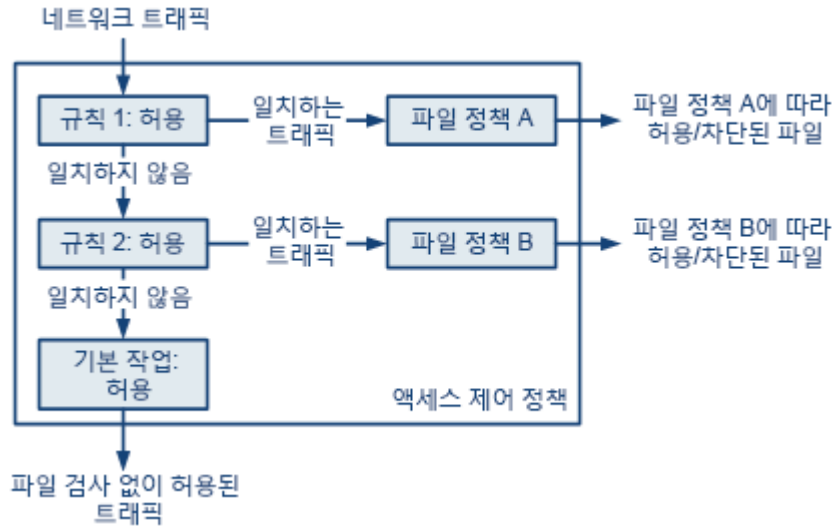 네트워크 트래픽
규칙 1: 허용
일치하는
트래픽
파일 정책 A
파일 정책 A에 따라
허용/차단된 파일
일치하지 않음
규칙 2: 허용
일치하는
트래픽
파일 정책 B
파일 정책 B에 따라
허용/차단된 파일
일치하지 않음
기본 작업:
허용
액세스 제어 정책
파일 검사 없이 허용된
트래픽